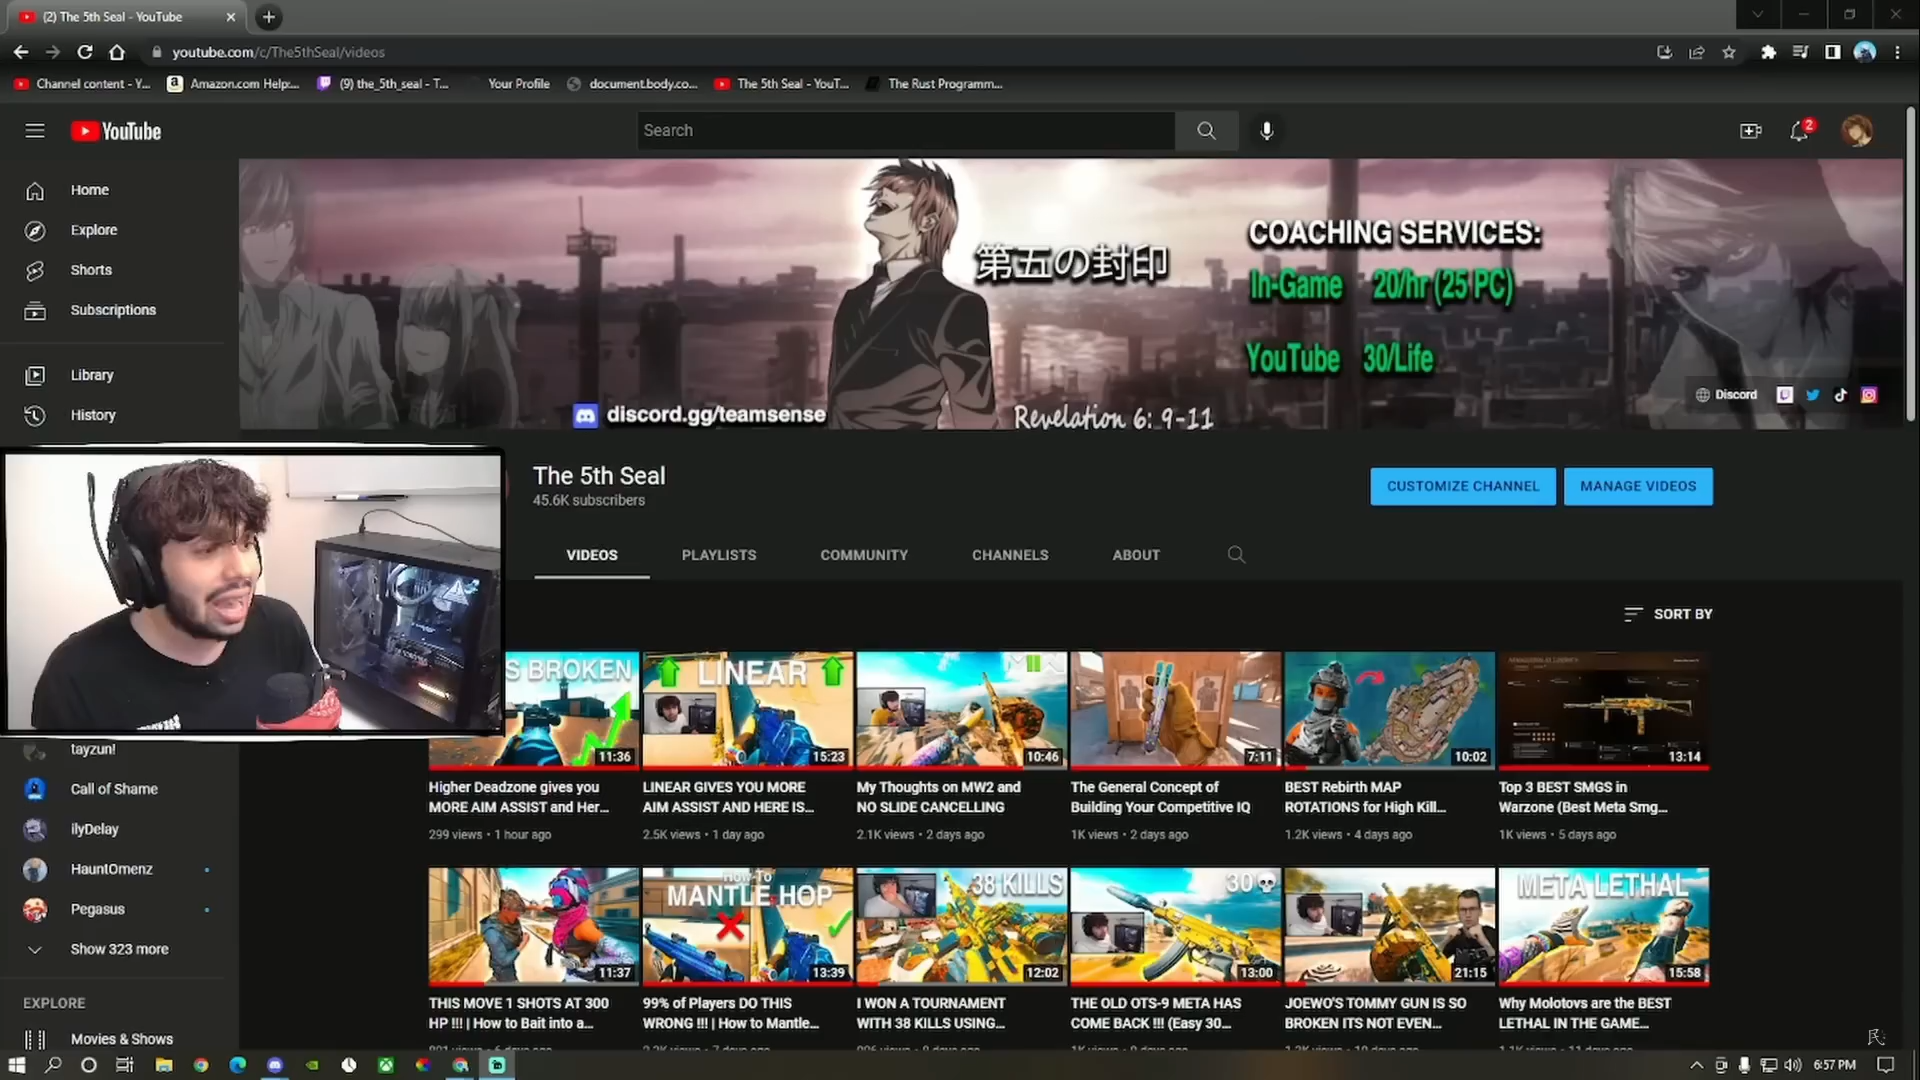 (2) The 5th Seal - YouTube
youtube.com/c/The5thSeal/videos
Channel content - Y...
Amazon.com Help:...
(9) the_5th_seal - T...
Your Profile
document.body.co...
The 5th Seal - YouT...
The Rust Programm...
YouTube
Search
2
Home
Explore
Shorts
Subscriptions
Library
History
第五の封印
COACHING SERVICES:
In-Game 20/hr (25 PC)
YouTube 30/Life
discord.gg/teamsense
Revelation 6: 9-11
Discord
The 5th Seal
45.6K subscribers
CUSTOMIZE CHANNEL
MANAGE VIDEOS
VIDEOS
PLAYLISTS
COMMUNITY
CHANNELS
ABOUT
SORT BY
S BROKEN
11:36
LINEAR
15:23
10:46
7:11
10:02
13:14
Higher Deadzone gives you
MORE AIM ASSIST and Her...
299 views • 1 hour ago
LINEAR GIVES YOU MORE
AIM ASSIST AND HERE IS...
2.5K views • 1 day ago
My Thoughts on MW2 and
NO SLIDE CANCELLING
2.1K views • 2 days ago
The General Concept of
Building Your Competitive IQ
1K views • 2 days ago
BEST Rebirth MAP
ROTATIONS for High Kill...
1.2K views • 4 days ago
Top 3 BEST SMGS in
Warzone (Best Meta Smg...
1K views • 5 days ago
tayzun!
Call of Shame
ilyDelay
HauntOmenz
Pegasus
Show 323 more
EXPLORE
Movies & Shows
11:37
How-To
MANTLE HOP
13:39
38 KILLS
12:02
30
13:00
21:15
META LETHAL
15:58
THIS MOVE 1 SHOTS AT 300
HP !!! | How to Bait into a...
99% of Players DO THIS
WRONG !!! | How to Mantle...
I WON A TOURNAMENT
WITH 38 KILLS USING...
THE OLD OTS-9 META HAS
COME BACK !!! (Easy 30...
JOEWO'S TOMMY GUN IS SO
BROKEN ITS NOT EVEN...
Why Molotovs are the BEST
LETHAL IN THE GAME...
6:57 PM